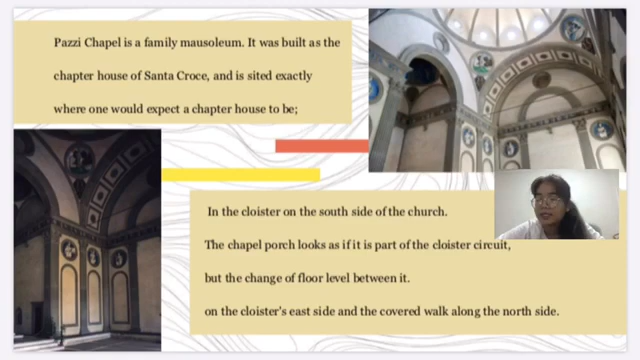 Pazzi Chapel is a family mausoleum. It was built as the
chapter house of Santa Croce, and is sited exactly
where one would expect a chapter house to be;
In the cloister on the south side of the church.
The chapel porch looks as if it is part of the cloister circuit,
but the change of floor level between it.
on the cloister's east side and the covered walk along the north side.